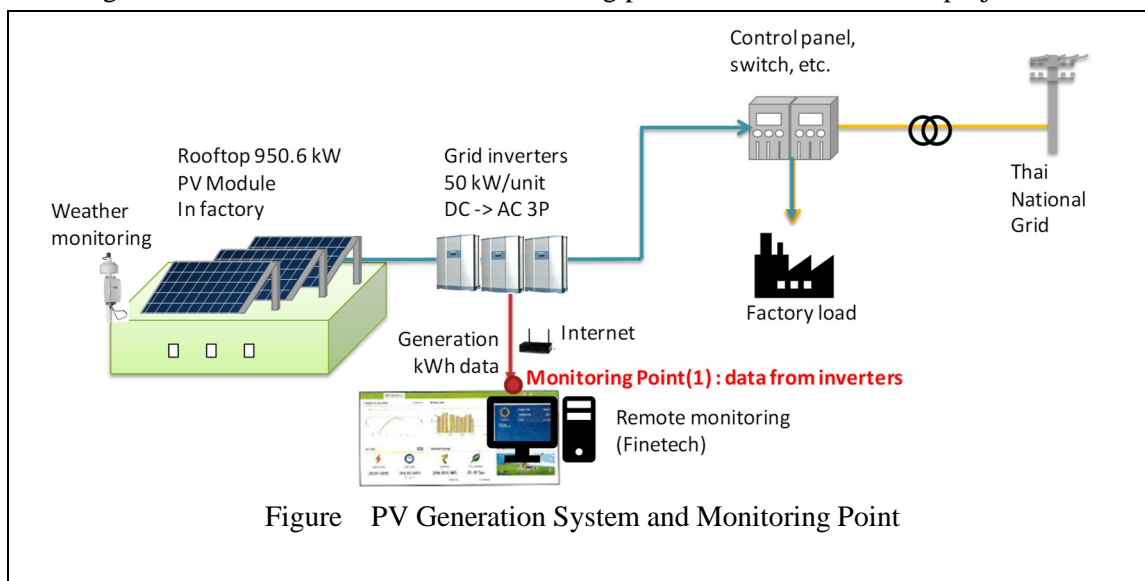 Control panel,
switch, etc.
Rooftop 950.6 kW
PV Module
In factory
Grid inverters
50 kW/unit
DC -> AC 3P
Thai
National
Grid
Weather
monitoring
Factory load
Generation
kWh data
Internet
Monitoring Point(1) : data from inverters
Remote monitoring
(Finetech)
Figure PV Generation System and Monitoring Point